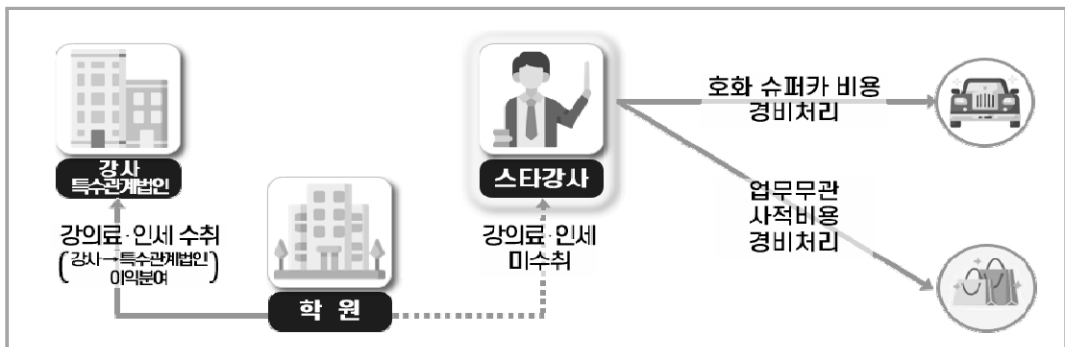 강사
특수관계법인
강의료·인세 수취
(강사→특수관계법인
이익분여)
학 원
스타강사
강의료·인세
미수취
호화 슈퍼카 비용
경비처리
업무무관
사적비용
경비처리